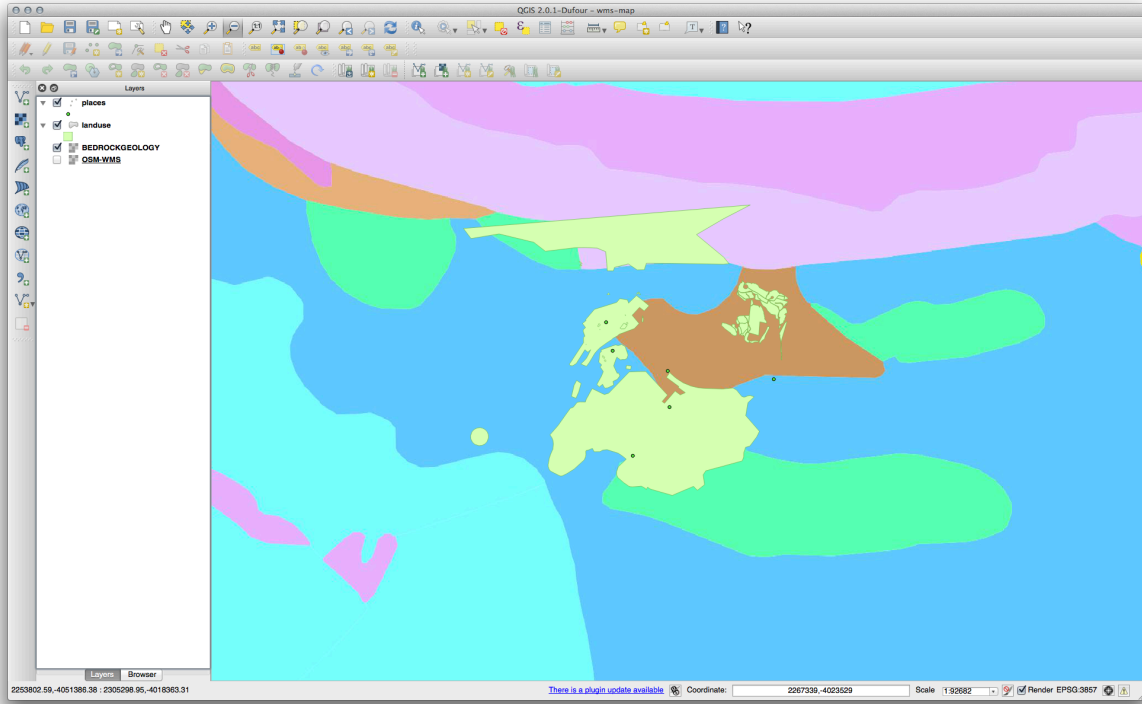 QGIS 2.0.1-Dufour - wms-map
Layers
places
landuse
BEDROCKGEOLOGY
OSM-WMS
Layers Browser
2253802.59,-4051386.38 : 2305298.95,-4018363.31 There is a plugin update available Coordinate: 2267339,-4023529 Scale 1:92682 Render EPSG:3857